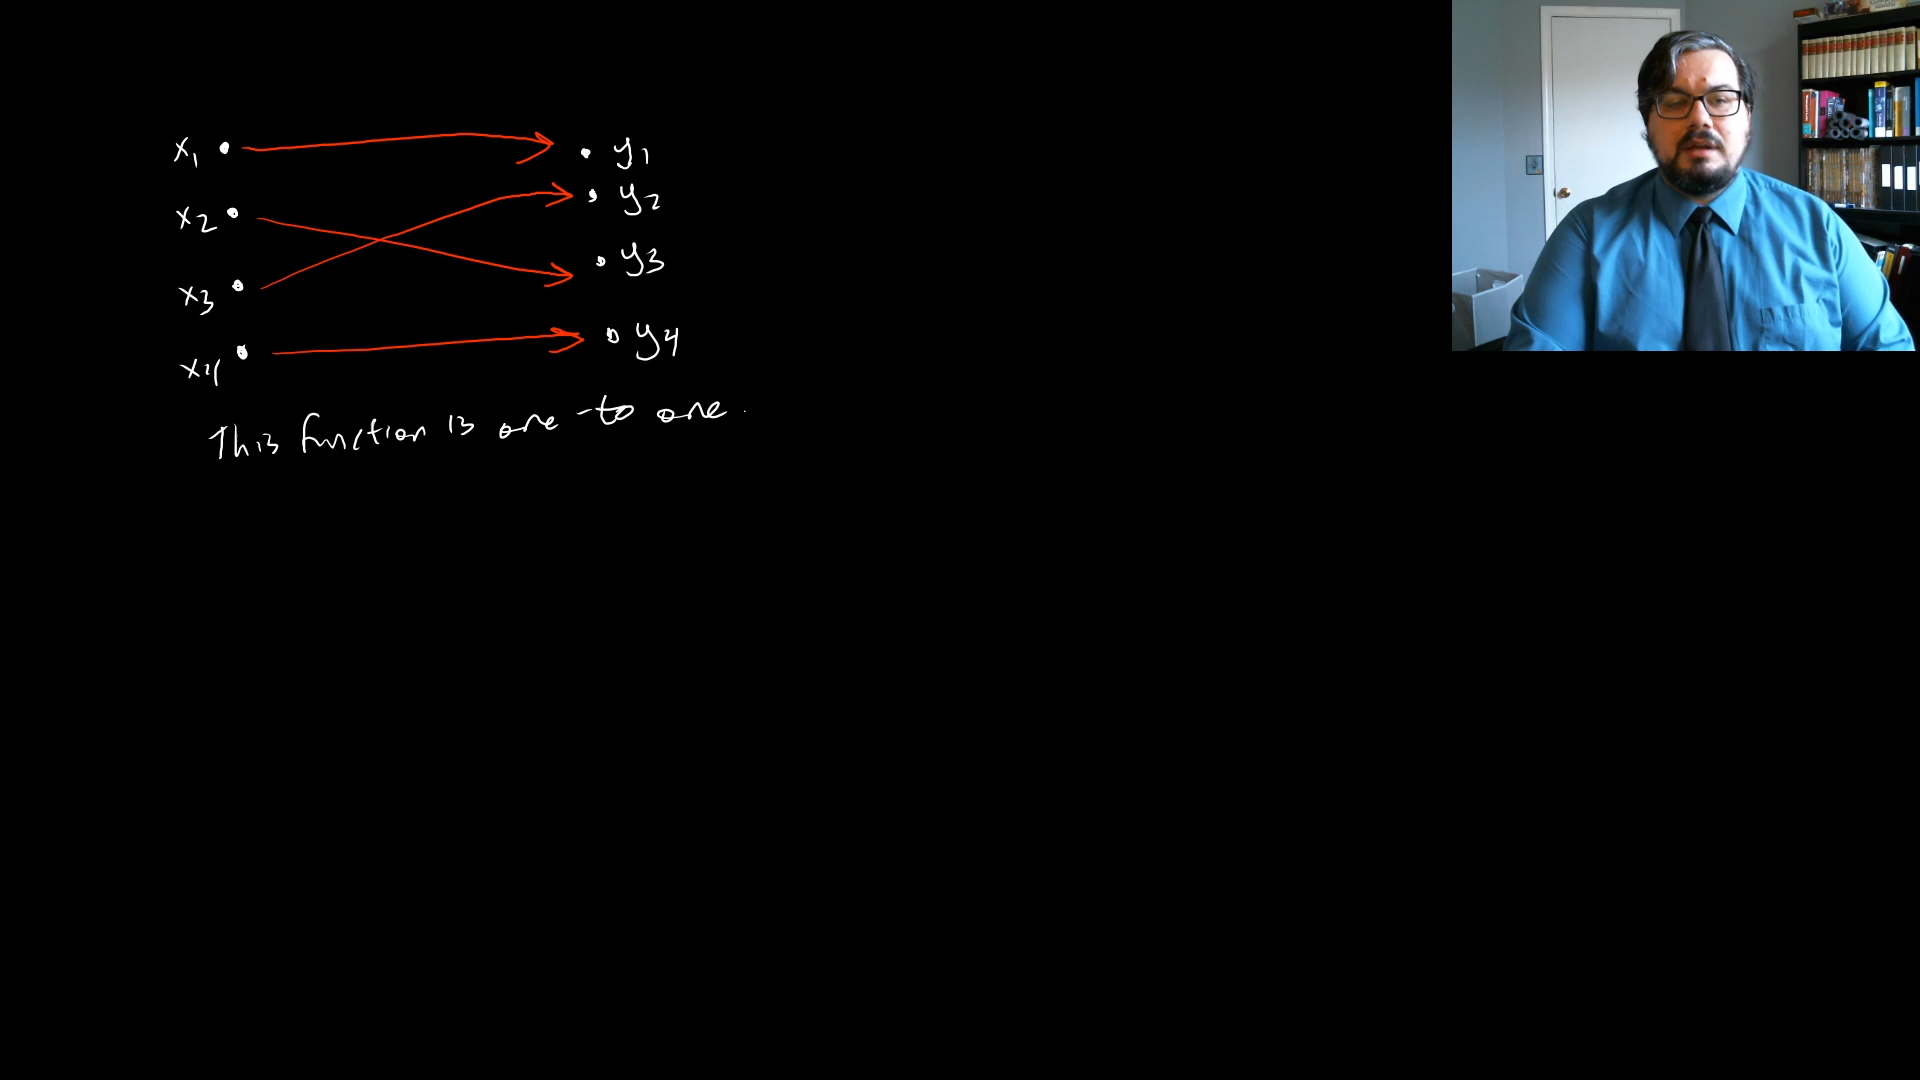 x₁ y₁
x₂ y₂
x₃ y₃
x₄ y₄
This function is one-to one.